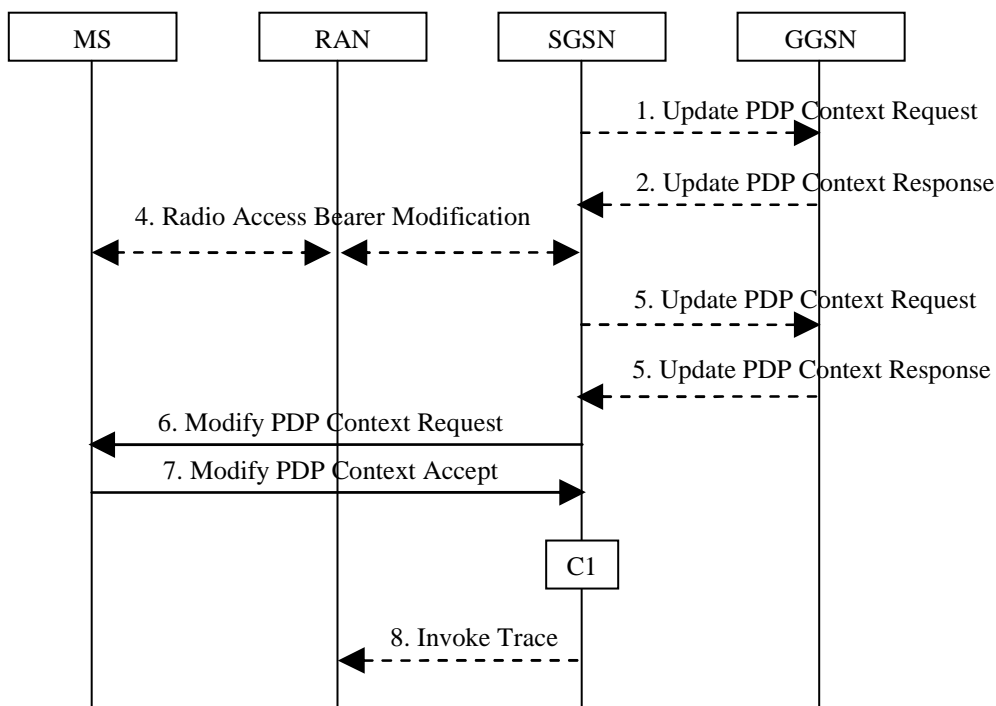 MS
RAN
SGSN
GGSN
1. Update PDP Context Request
2. Update PDP Context Response
4. Radio Access Bearer Modification
5. Update PDP Context Request
5. Update PDP Context Response
6. Modify PDP Context Request
7. Modify PDP Context Accept
C1
8. Invoke Trace